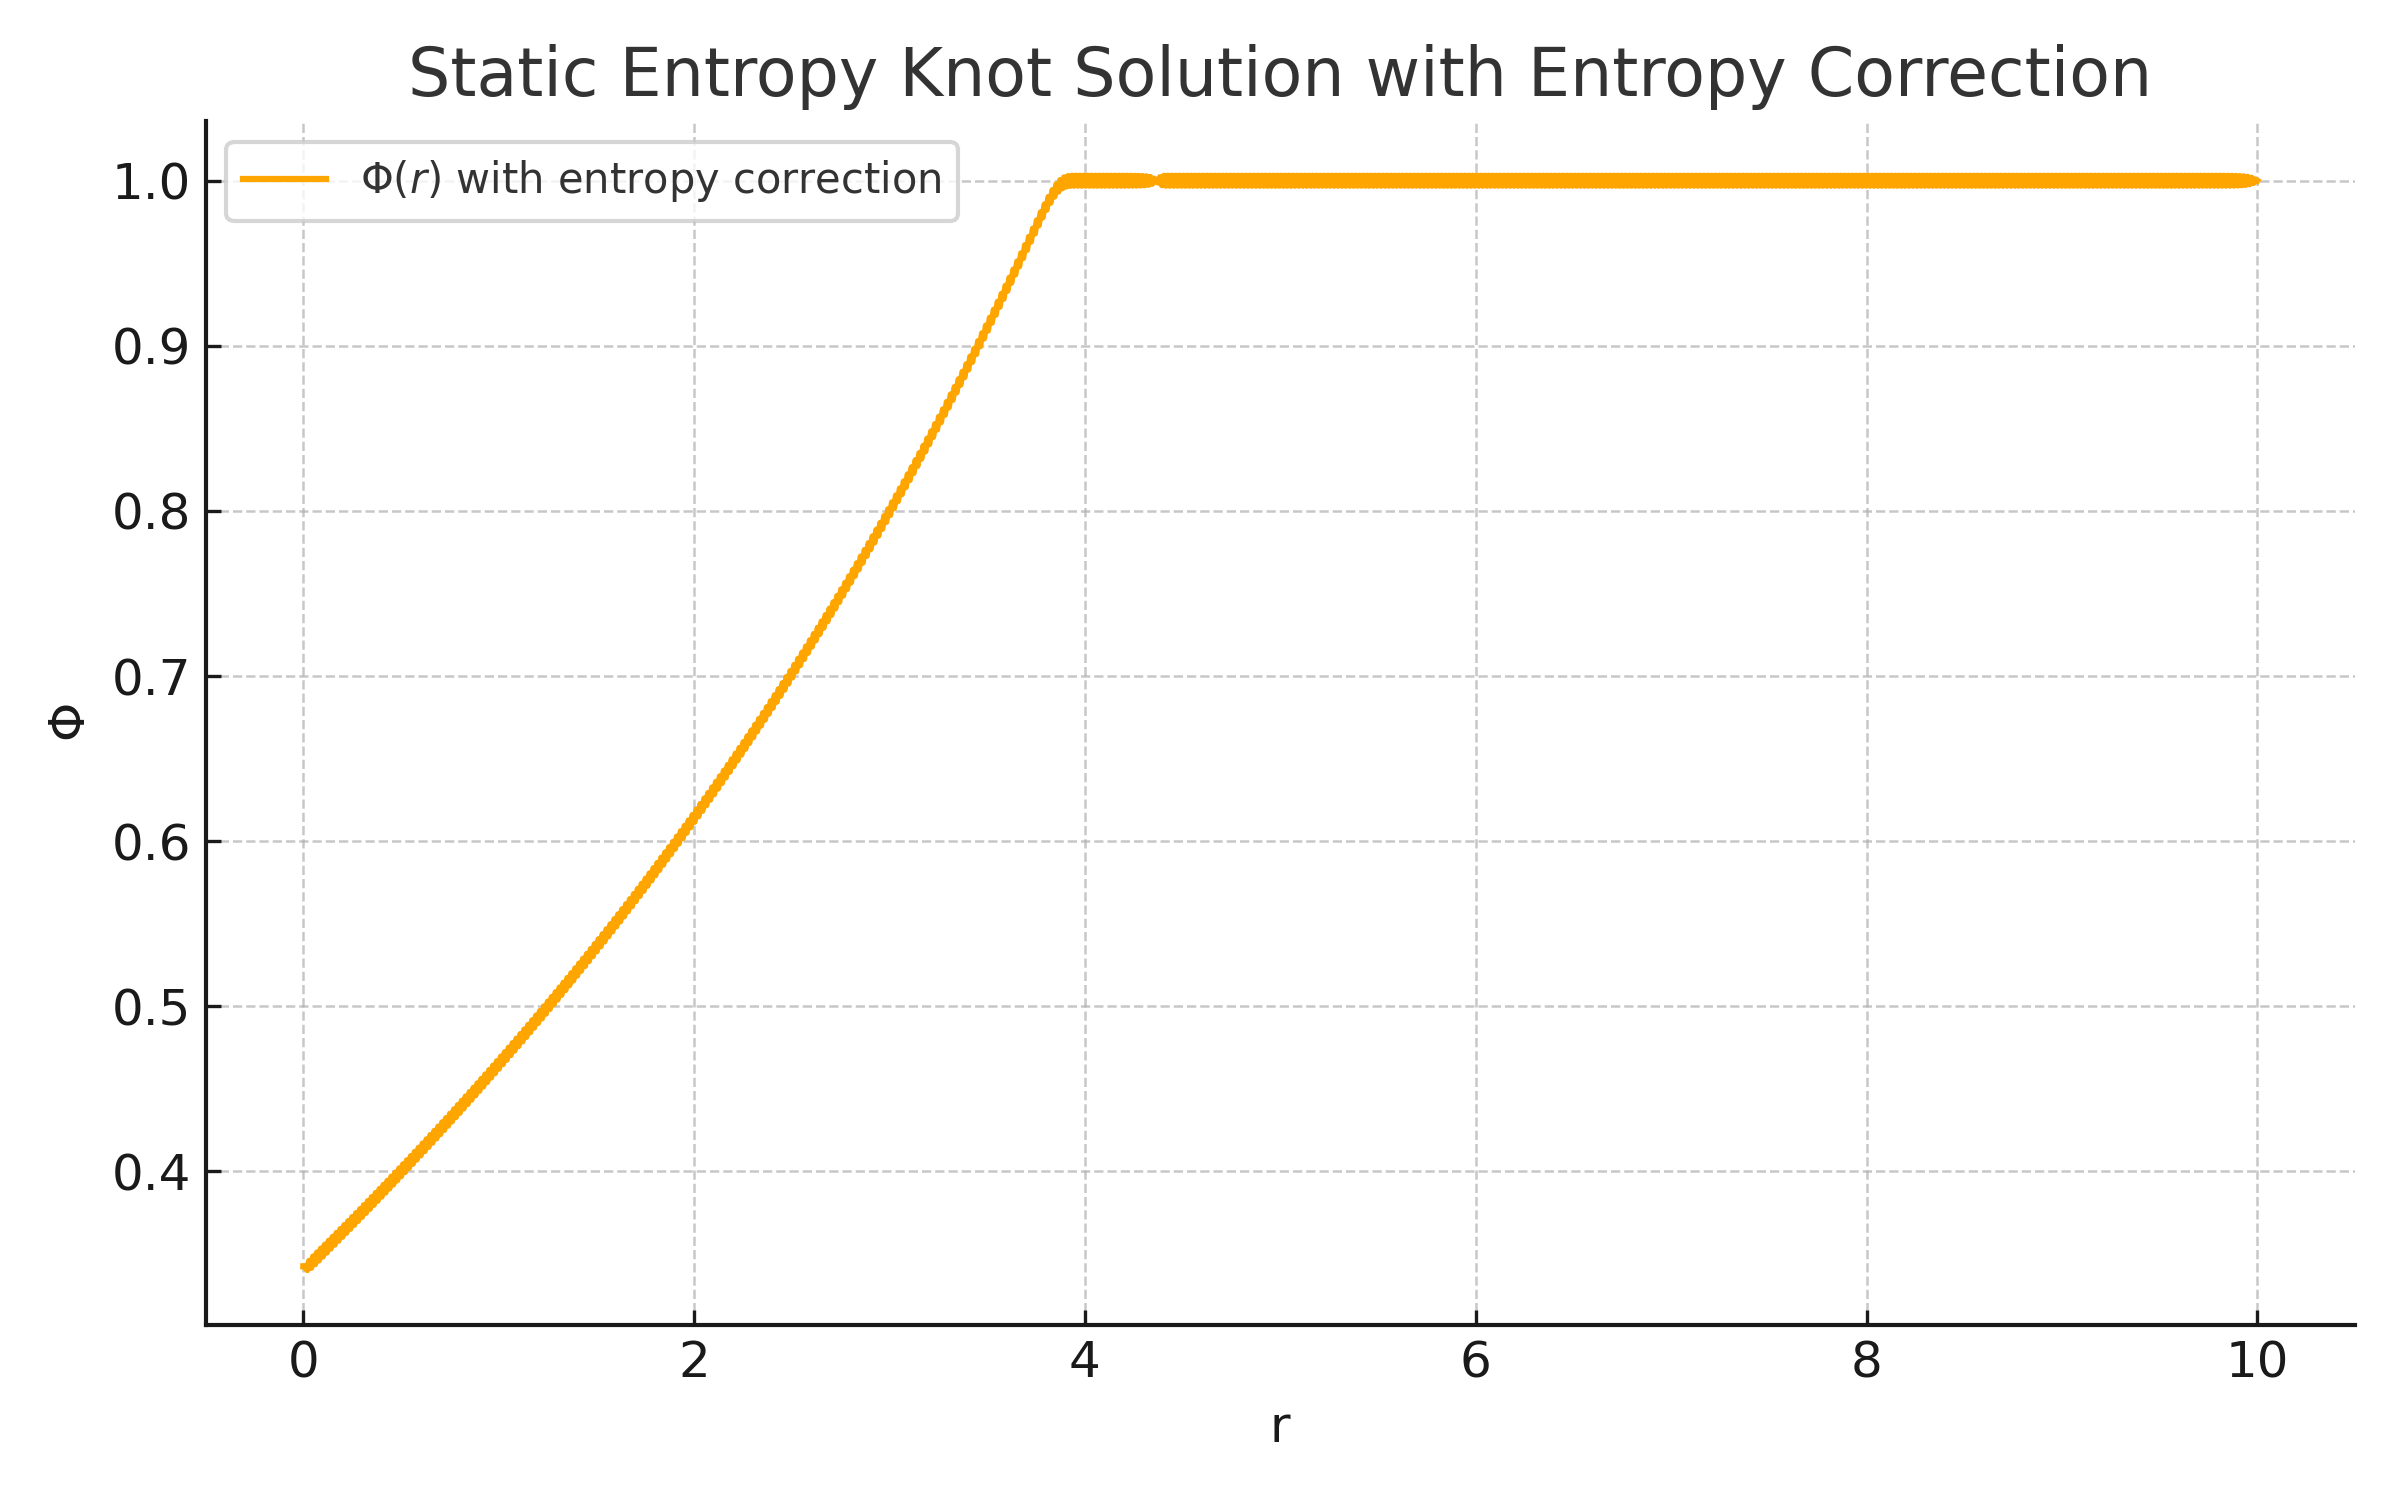 Static Entropy Knot Solution with Entropy Correction
Φ(r) with entropy correction
1.0
0.9
0.8
0.7
0.6
0.5
0.4
Φ
0 2 4 6 8 10
r